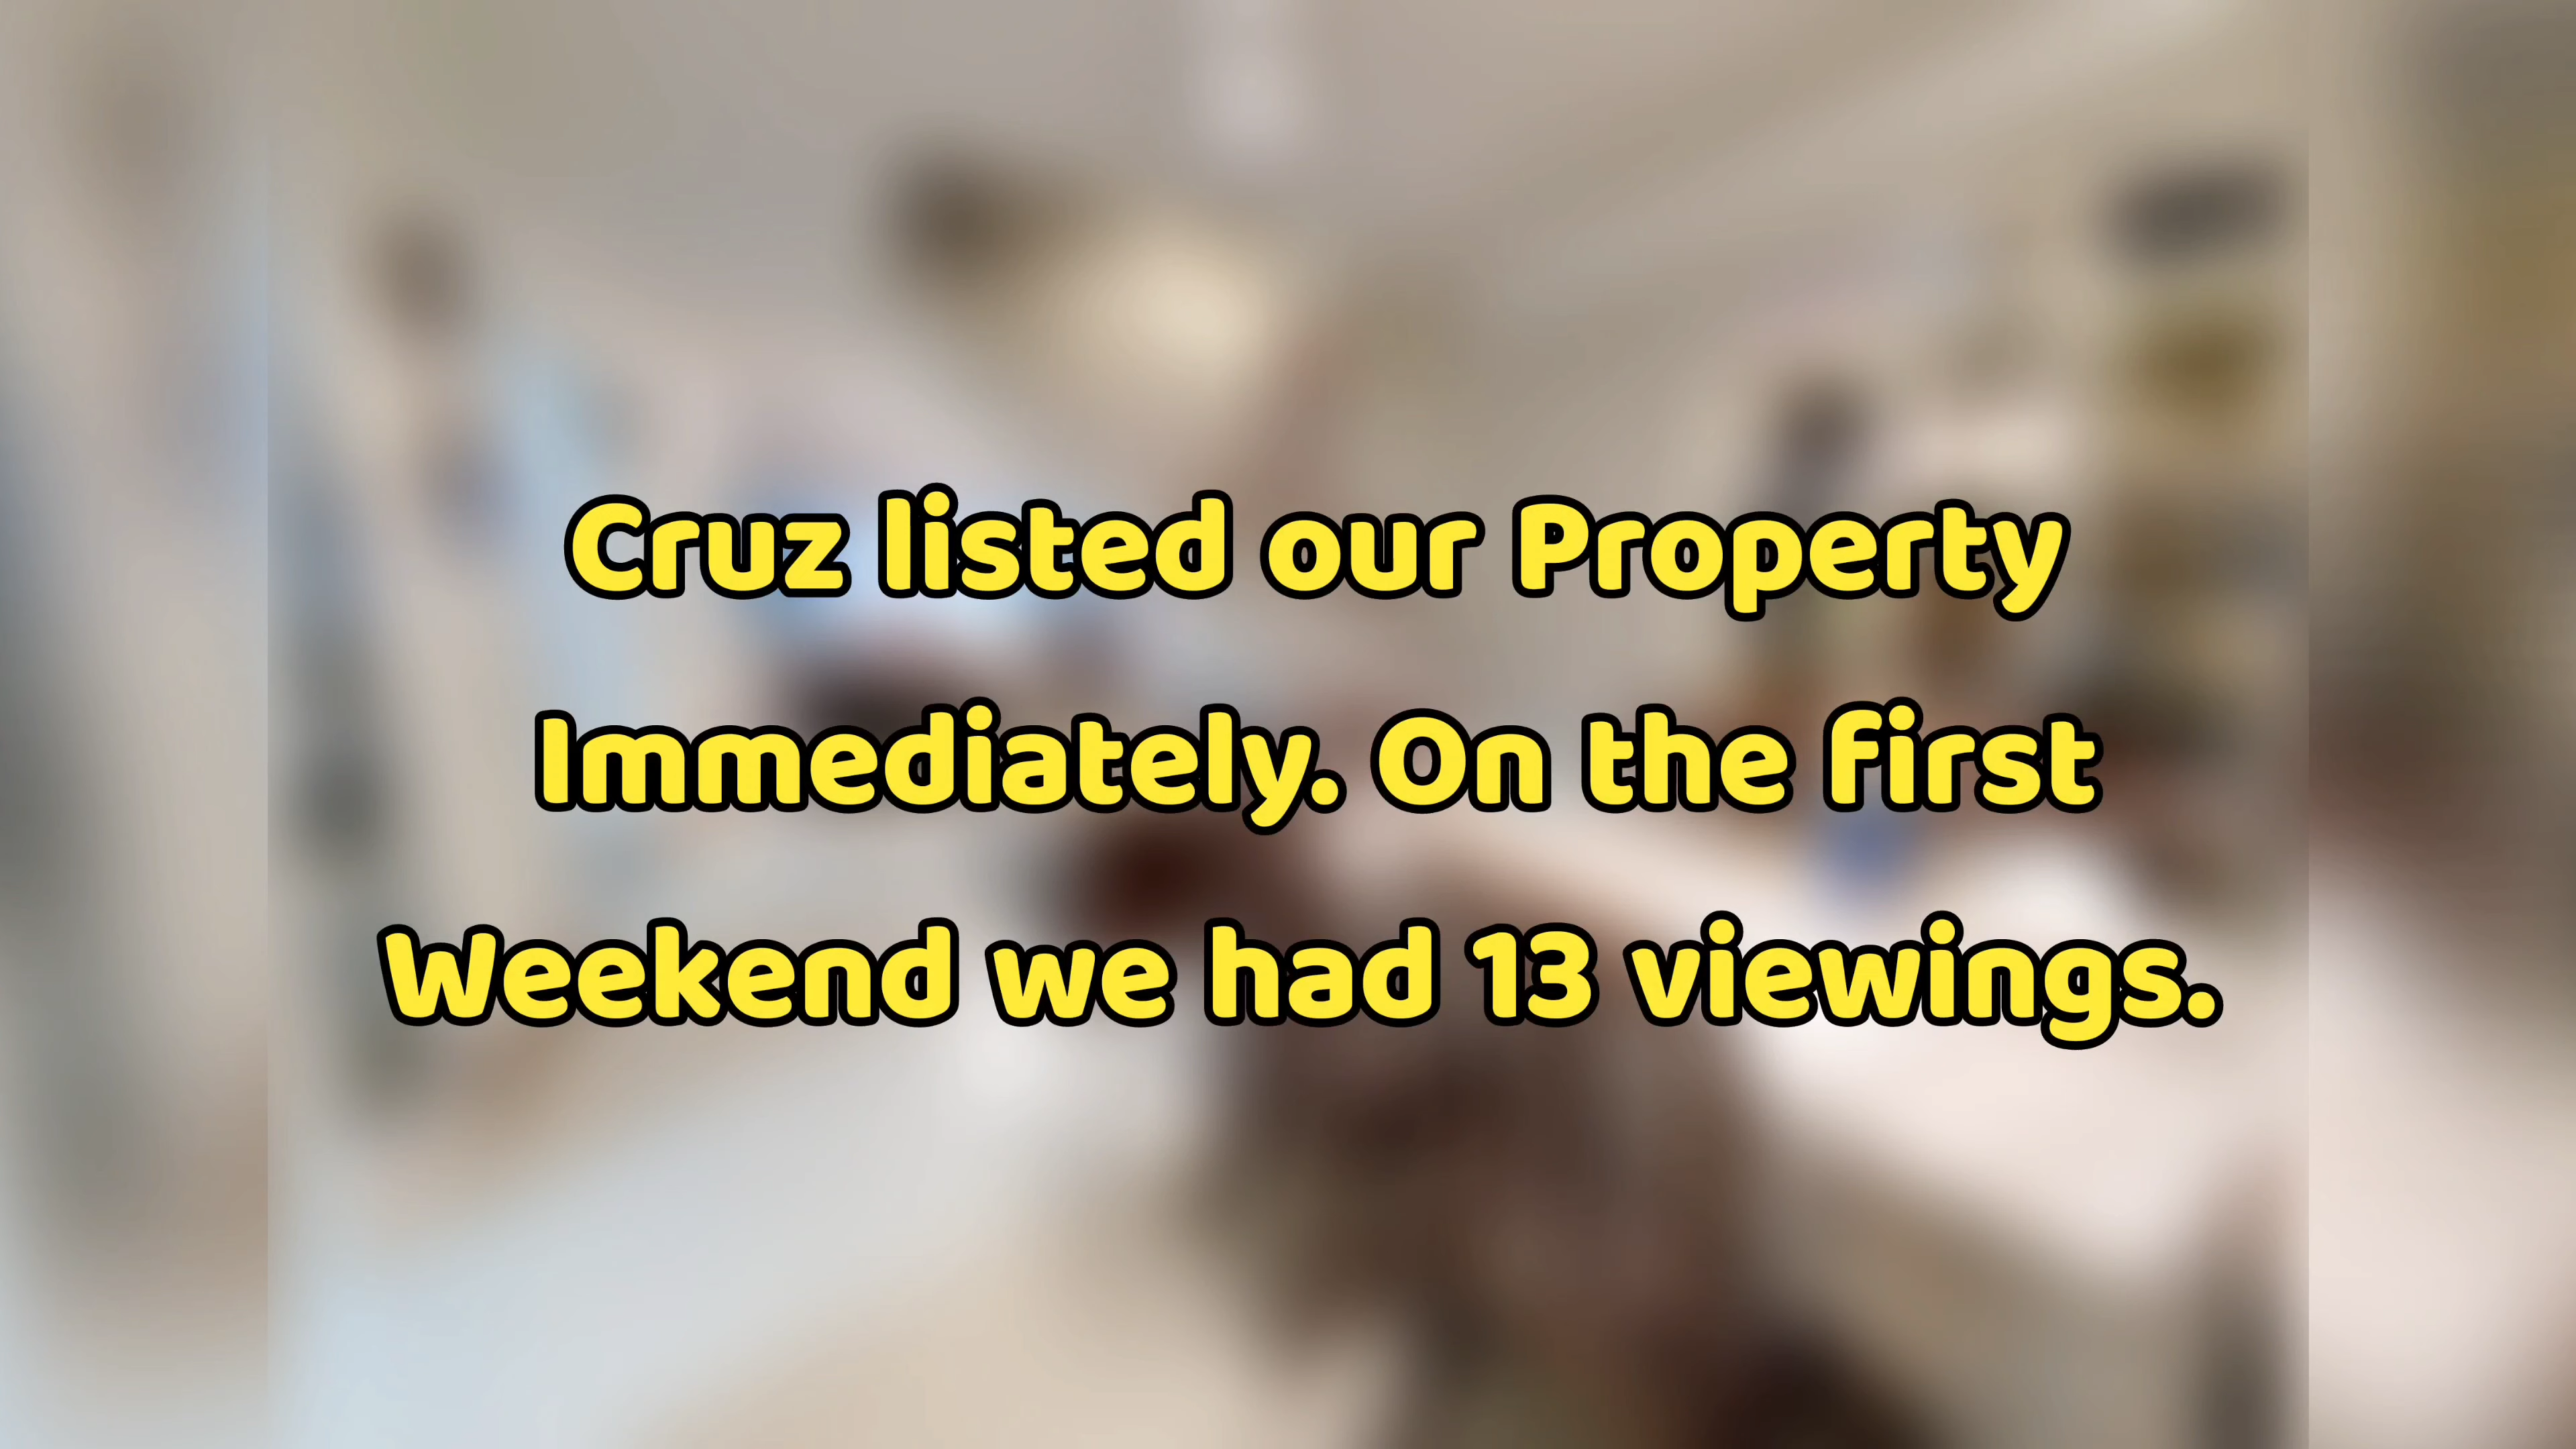 Cruz listed our Property
Immediately. On the first
Weekend we had 13 viewings.